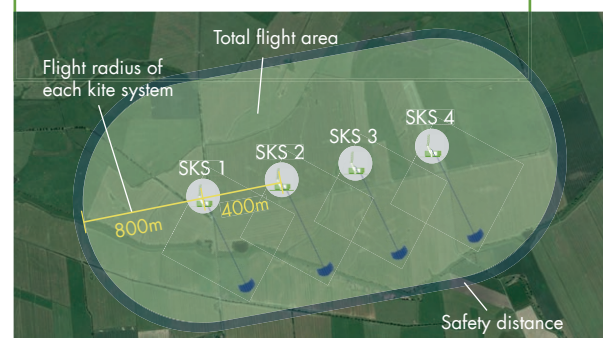 Total flight area
Flight radius of
each kite system
SKS 1
SKS 2
SKS 3
SKS 4
800m
400m
Safety distance